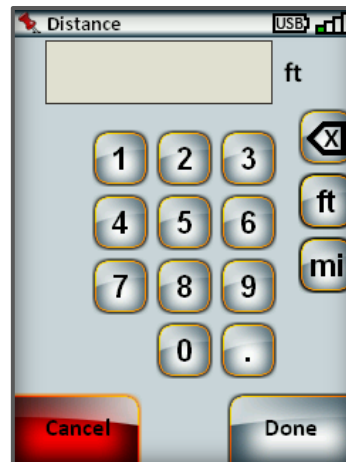 Distance USB
ft
X
1 2 3
4 5 6 ft
7 8 9 mi
0 .
Cancel Done